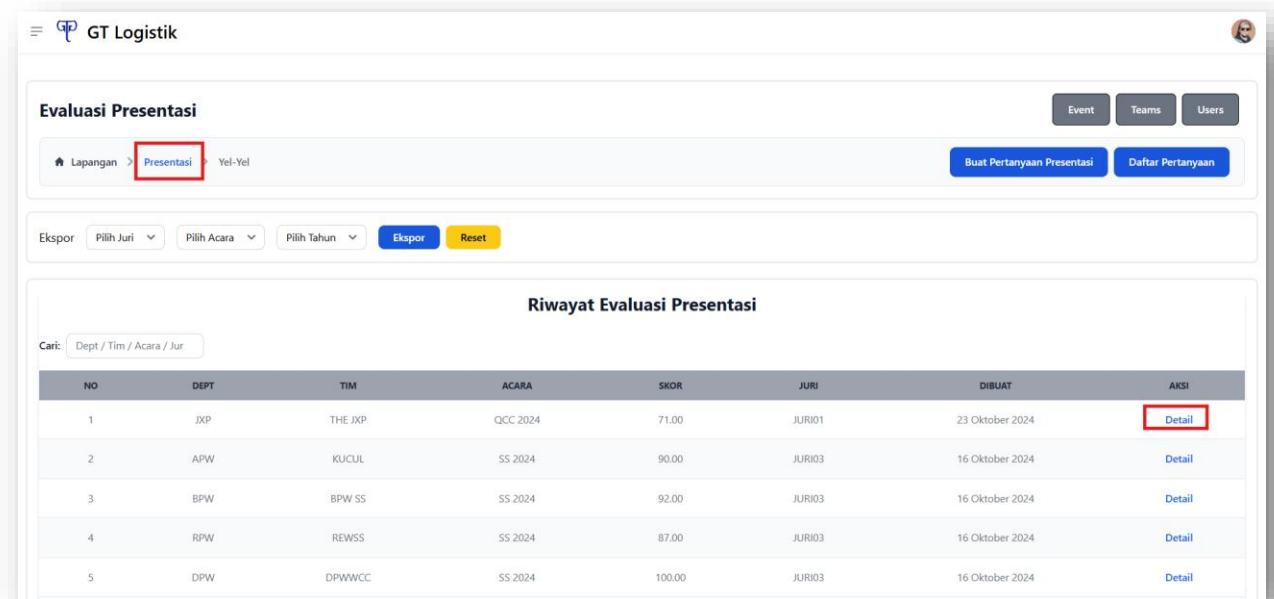 GT Logistik
Evaluasi Presentasi
Event Teams Users
Lapangan > Presentasi > Yel-Yel
Buat Pertanyaan Presentasi Daftar Pertanyaan
Ekspor Pilih Juri Pilih Acara Pilih Tahun Ekspor Reset
Riwayat Evaluasi Presentasi
Cari: Dept / Tim / Acara / Jur
NO DEPT TIM ACARA SKOR JURI DIBUAT AKSI
1 JXP THE JXP QCC 2024 71.00 JURI01 23 Oktober 2024 Detail
2 APW KUCUL SS 2024 90.00 JURI03 16 Oktober 2024 Detail
3 BPW BPW SS SS 2024 92.00 JURI03 16 Oktober 2024 Detail
4 RPW REWSS SS 2024 87.00 JURI03 16 Oktober 2024 Detail
5 DPW DPWWCC SS 2024 100.00 JURI03 16 Oktober 2024 Detail